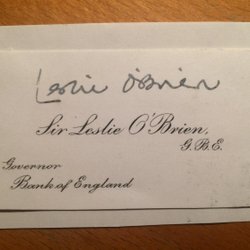 Leslie O'Brien
Sir Leslie O'Brien,
G.B.E.
Governor
Bank of England